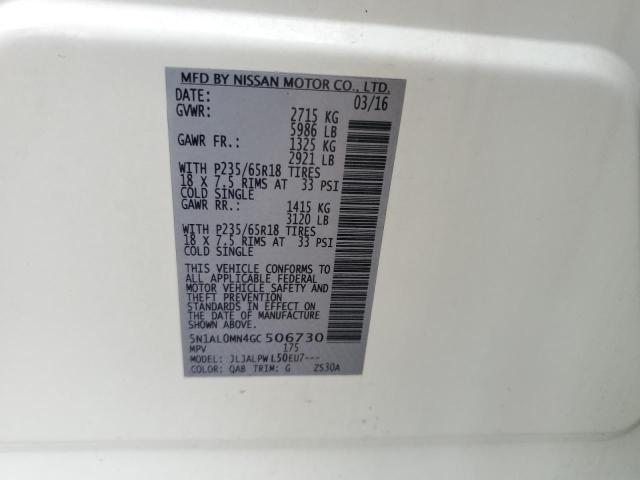 MFD BY NISSAN MOTOR CO., LTD.
DATE: 03/16
GVWR: 2715 KG
5986 LB
GAWR FR.: 1325 KG
2921 LB
WITH P235/65R18 TIRES
18 X 7.5 RIMS AT 33 PSI
COLD SINGLE
GAWR RR.: 1415 KG
3120 LB
WITH P235/65R18 TIRES
18 X 7.5 RIMS AT 33 PSI
COLD SINGLE
THIS VEHICLE CONFORMS TO
ALL APPLICABLE FEDERAL
MOTOR VEHICLE SAFETY AND
THEFT PREVENTION
STANDARDS IN EFFECT ON
THE DATE OF MANUFACTURE
SHOWN ABOVE.
5N1AL0MN4GC506730
MPV 175
MODEL: JLJALPWL50EU7---
COLOR: QAB TRIM: G ZS30A